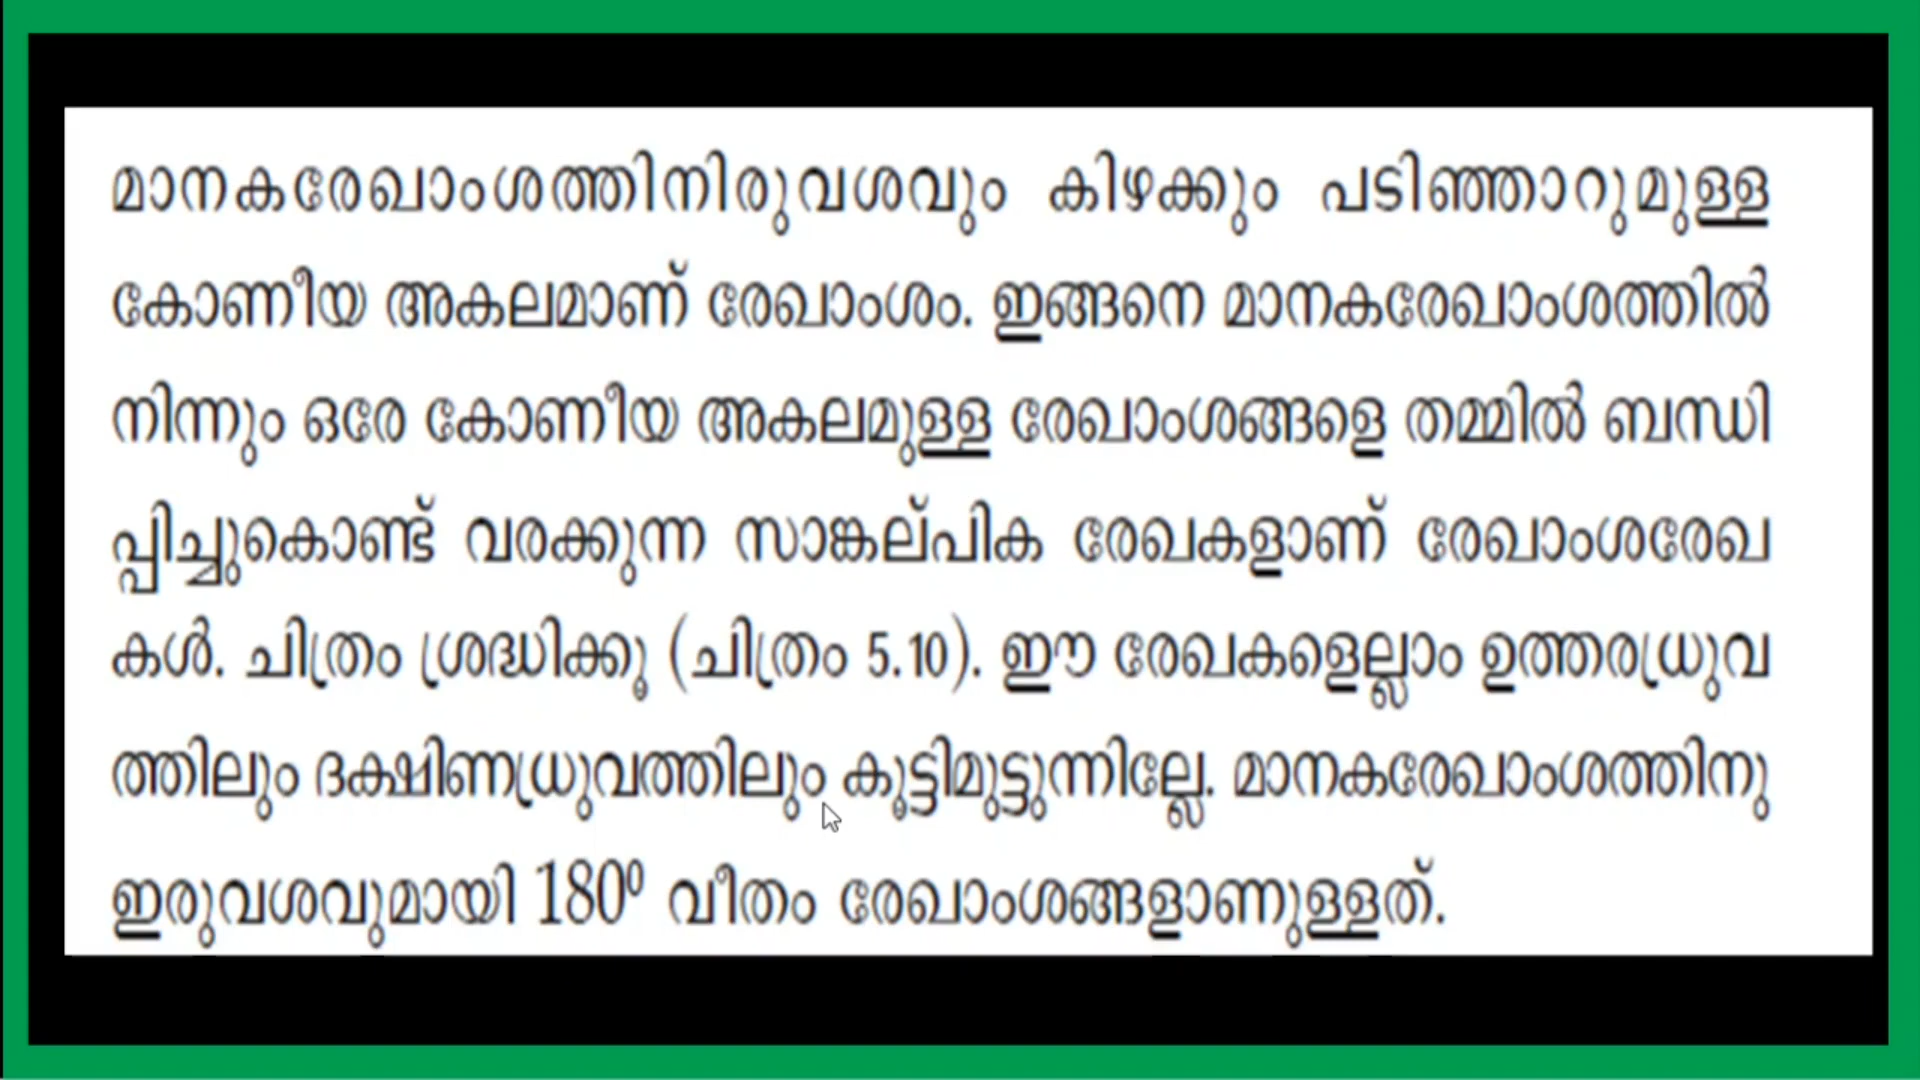 മാനകരേഖാംശത്തിനിരുവശവും കിഴക്കും പടിഞ്ഞാറുമുള്ള
കോണീയ അകലമാണ് രേഖാംശം. ഇങ്ങനെ മാനകരേഖാംശത്തിൽ
നിന്നും ഒരേ കോണീയ അകലമുള്ള രേഖാംശങ്ങളെ തമ്മിൽ ബന്ധി
പ്പിച്ചുകൊണ്ട് വരക്കുന്ന സാങ്കല്പിക രേഖകളാണ് രേഖാംശരേഖ
കൾ. ചിത്രം ശ്രദ്ധിക്കൂ (ചിത്രം 5.10). ഈ രേഖകളെല്ലാം ഉത്തരധ്രുവ
ത്തിലും ദക്ഷിണധ്രുവത്തിലും കൂട്ടിമുട്ടുന്നില്ലേ. മാനകരേഖാംശത്തിനു
ഇരുവശവുമായി 180⁰ വീതം രേഖാംശങ്ങളാണുള്ളത്.